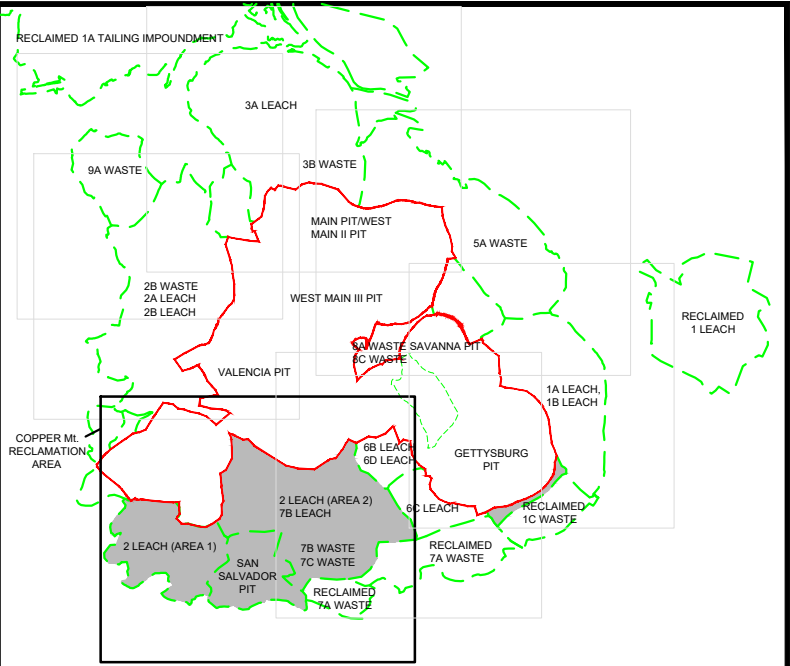 RECLAIMED 1A TAILING IMPOUNDMENT
3A LEACH
9A WASTE
3B WASTE
MAIN PIT/WEST
MAIN II PIT
5A WASTE
2B WASTE
2A LEACH
2B LEACH
WEST MAIN III PIT
RECLAIMED
1 LEACH
8A WASTE
8C WASTE
SAVANNA PIT
VALENCIA PIT
1A LEACH,
1B LEACH
COPPER Mt.
RECLAMATION
AREA
6B LEACH
6D LEACH
GETTYSBURG
PIT
2 LEACH (AREA 2)
7B LEACH
6C LEACH
RECLAIMED
1C WASTE
2 LEACH (AREA 1)
7B WASTE
7C WASTE
RECLAIMED
7A WASTE
SAN
SALVADOR
PIT
RECLAIMED
7A WASTE